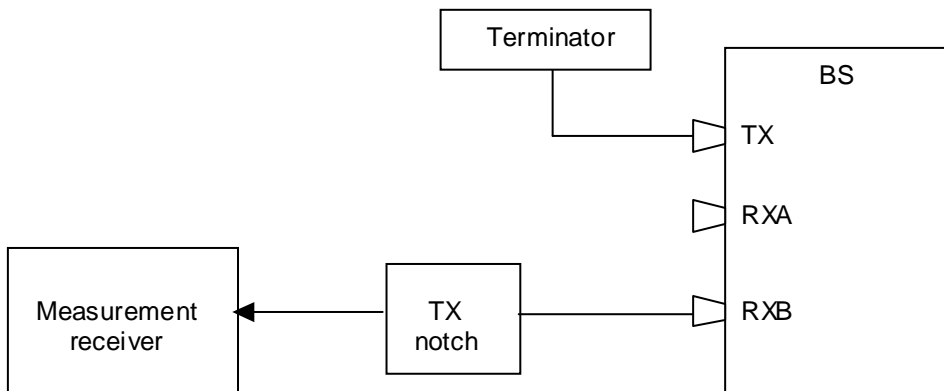 Terminator
BS
TX
RXA
RXB
Measurement
receiver
TX
notch